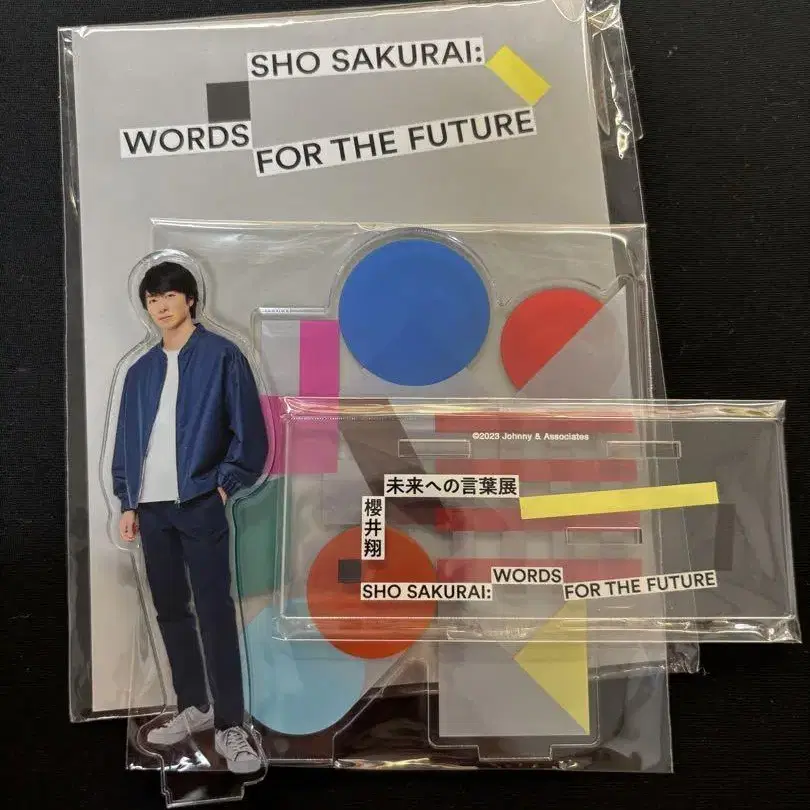 SHO SAKURAI:
WORDS
FOR THE FUTURE
©2023 Johnny & Associates
未来への言葉展
櫻井翔
SHO SAKURAI: WORDS FOR THE FUTURE